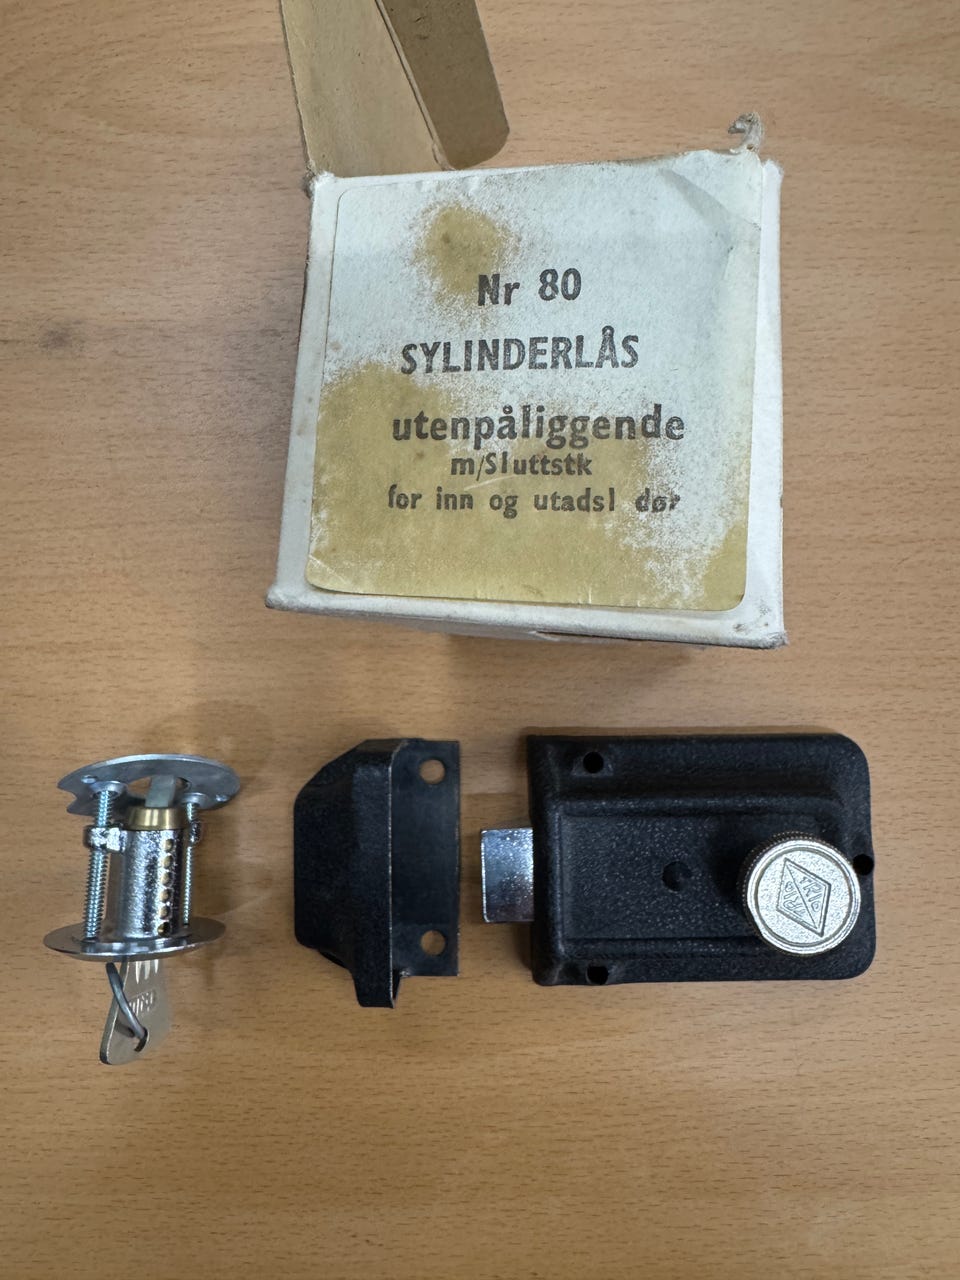 Nr 80
SYLINDERLÅS
utenpåliggende
m/Sluttstk
for inn og utadsl dør